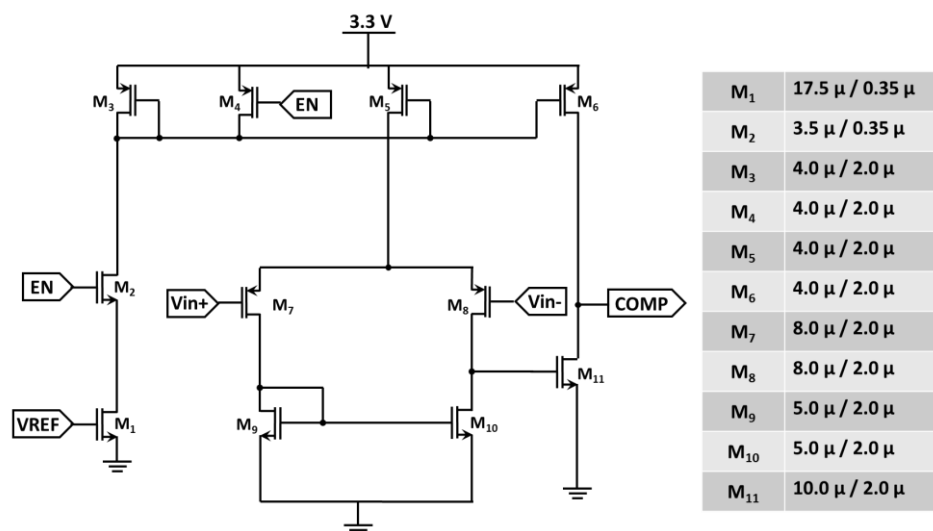 3.3 V
M₃
M₄
EN
M₅
M₆
EN
M₂
Vin+
M₇
M₈
Vin-
COMP
VREF
M₁
M₉
M₁₀
M₁₁
M₁ 17.5 µ / 0.35 µ
M₂ 3.5 µ / 0.35 µ
M₃ 4.0 µ / 2.0 µ
M₄ 4.0 µ / 2.0 µ
M₅ 4.0 µ / 2.0 µ
M₆ 4.0 µ / 2.0 µ
M₇ 8.0 µ / 2.0 µ
M₈ 8.0 µ / 2.0 µ
M₉ 5.0 µ / 2.0 µ
M₁₀ 5.0 µ / 2.0 µ
M₁₁ 10.0 µ / 2.0 µ